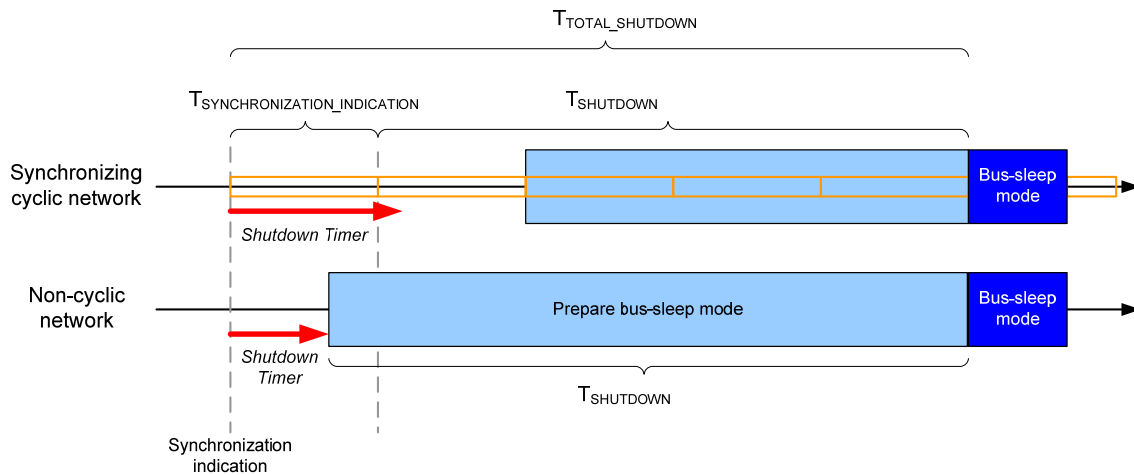 TTOTAL_SHUTDOWN
TSYNCHRONIZATION_INDICATION
TSHUTDOWN
Synchronizing
cyclic network
Bus-sleep
mode
Shutdown Timer
Non-cyclic
network
Prepare bus-sleep mode
Bus-sleep
mode
Shutdown
Timer
TSHUTDOWN
Synchronization
indication